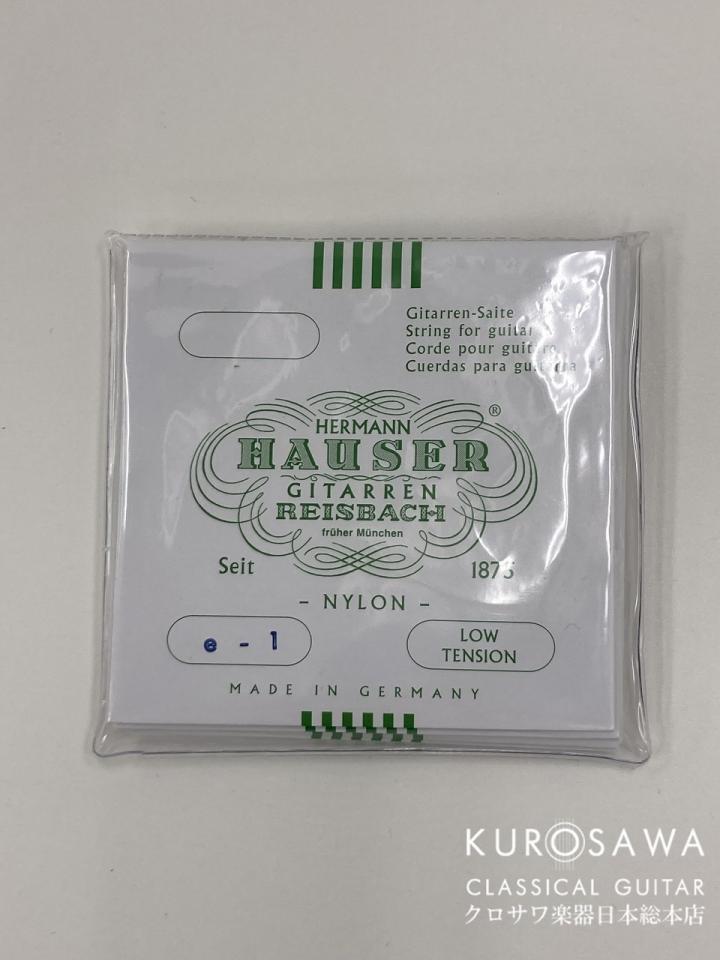 Gitarren-Saite
String for guitar
Corde pour guitare
Cuerdas para guitarra
HERMANN
HAUSER
®
GITARREN
REISBACH
früher München
Seit 1875
- NYLON -
e - 1
LOW
TENSION
MADE IN GERMANY
KUROSAWA
CLASSICAL GUITAR
クロサワ楽器日本総本店